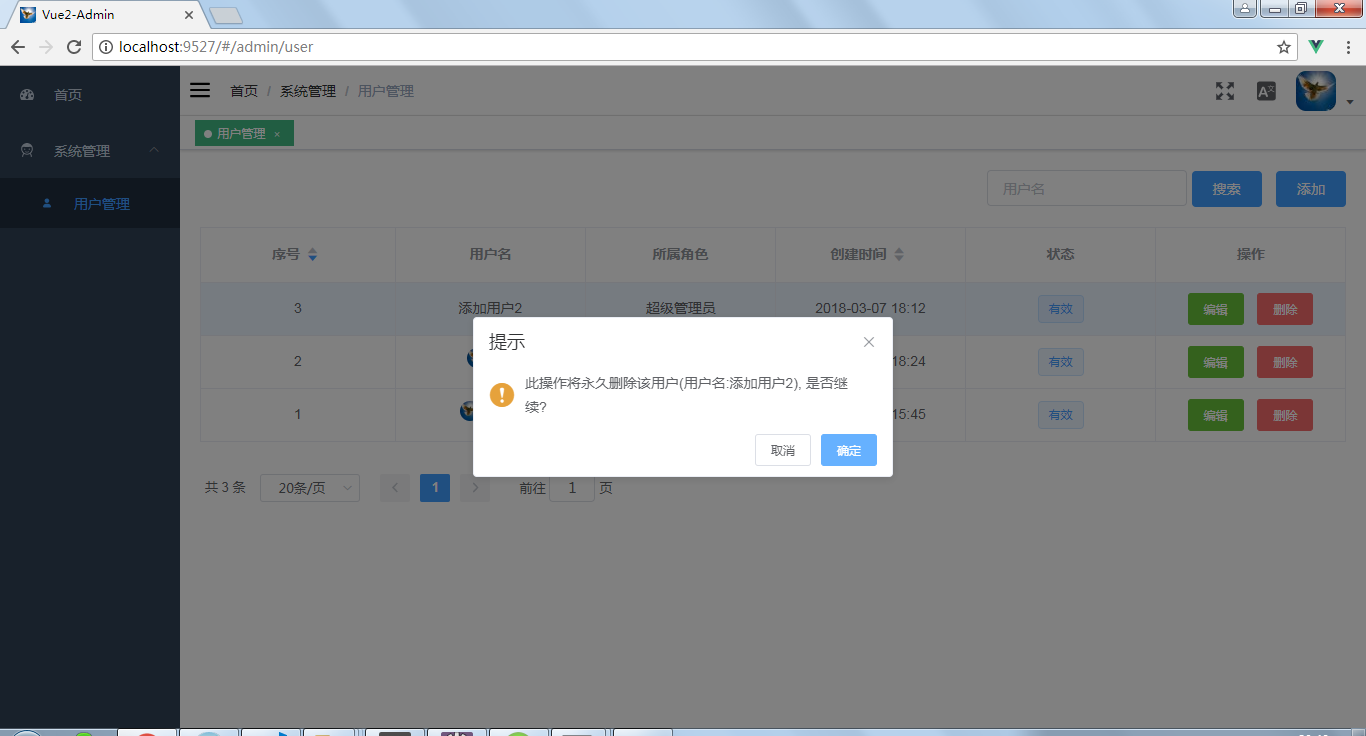 Vue2-Admin
localhost:9527/#/admin/user
首页
系统管理
用户管理
首页 / 系统管理 / 用户管理
用户管理 ×
用户名 搜索 添加
序号 用户名 所属角色 创建时间 状态 操作
3 添加用户2 超级管理员 2018-03-07 18:12 有效 编辑 删除
2 18:24 有效 编辑 删除
1 15:45 有效 编辑 删除
提示
此操作将永久删除该用户(用户名:添加用户2), 是否继
续?
取消 确定
共 3 条 20条/页 1 前往 1 页